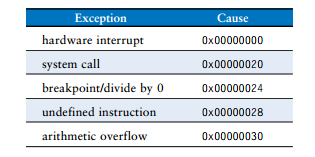 Exception Cause
hardware interrupt 0x00000000
system call 0x00000020
breakpoint/divide by 0 0x00000024
undefined instruction 0x00000028
arithmetic overflow 0x00000030